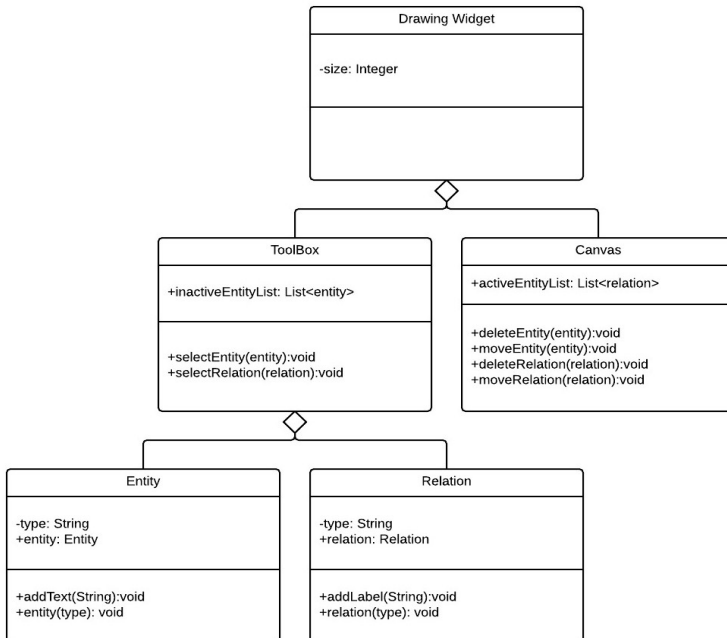 Drawing Widget
-size: Integer
ToolBox
+inactiveEntityList: List<entity>
+selectEntity(entity):void
+selectRelation(relation):void
Canvas
+activeEntityList: List<relation>
+deleteEntity(entity):void
+moveEntity(entity):void
+deleteRelation(relation):void
+moveRelation(relation):void
Entity
-type: String
+entity: Entity
+addText(String):void
+entity(type): void
Relation
-type: String
+relation: Relation
+addLabel(String):void
+relation(type): void